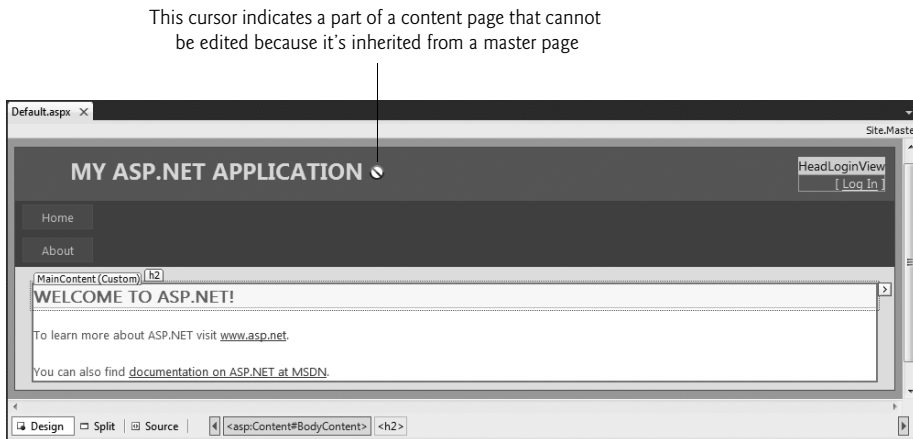 This cursor indicates a part of a content page that cannot
be edited because it's inherited from a master page
Default.aspx
Site.Maste
MY ASP.NET APPLICATION
HeadLoginView
[ Log In ]
Home
About
MainContent (Custom) h2
WELCOME TO ASP.NET!
To learn more about ASP.NET visit www.asp.net.
You can also find documentation on ASP.NET at MSDN.
Design Split Source <asp:Content#BodyContent> <h2>